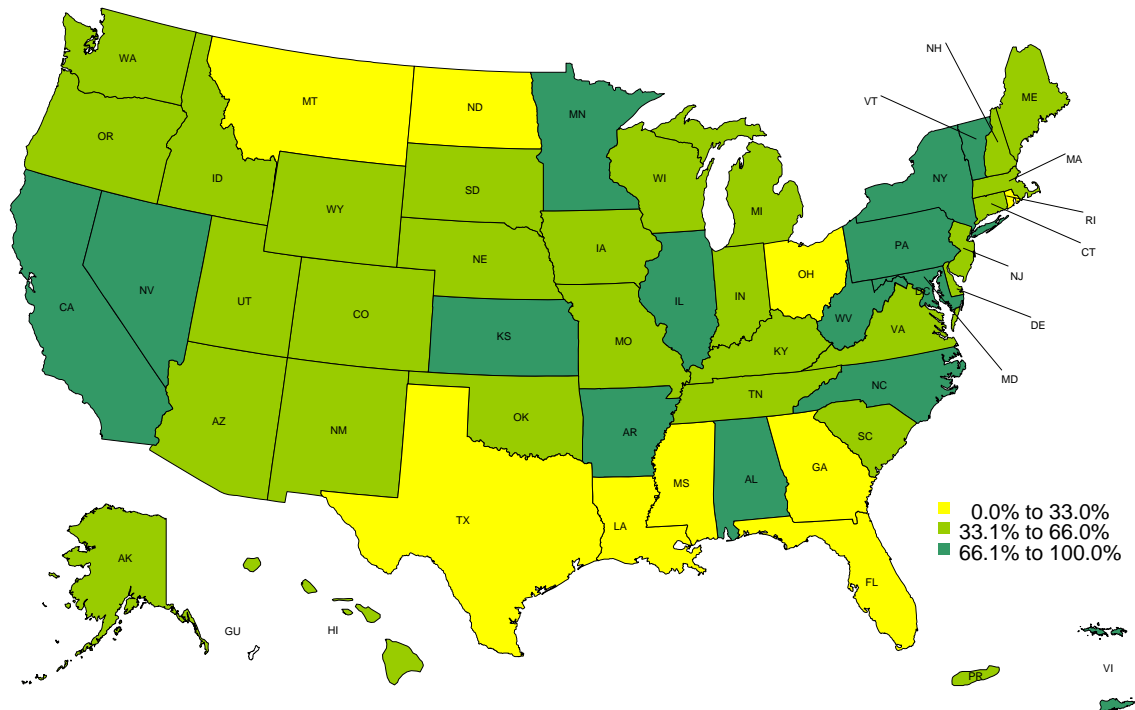 WA
MT
ND
MN
OR
ID
SD
WY
WI
MI
NH
VT
ME
NY
MA
RI
CT
NJ
DE
MD
PA
DC
NV
CA
UT
CO
NE
IA
IL
IN
OH
WV
VA
KS
MO
KY
AZ
NM
OK
AR
TN
NC
SC
TX
LA
MS
AL
GA
FL
0.0% to 33.0%
33.1% to 66.0%
66.1% to 100.0%
AK
GU
HI
PR
VI